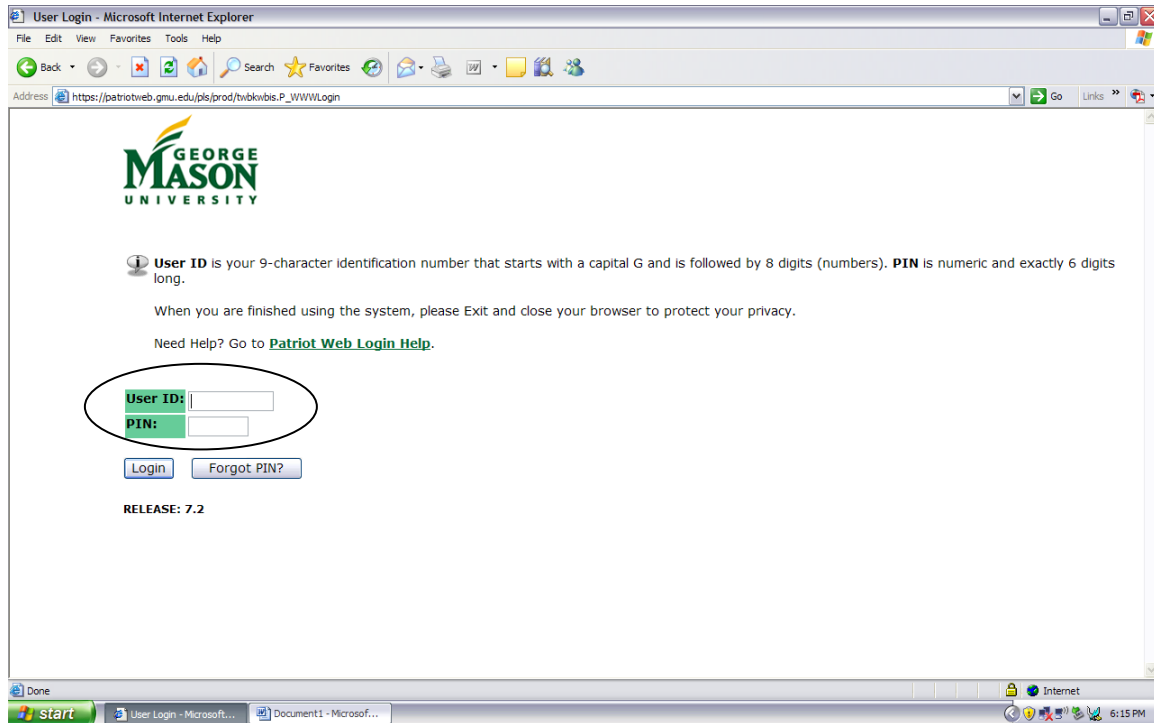 User Login - Microsoft Internet Explorer
File Edit View Favorites Tools Help
Back Search Favorites
Address https://patriotweb.gmu.edu/pls/prod/twbkwbis.P_WWWLogin Go Links »
GEORGE
MASON
UNIVERSITY
User ID is your 9-character identification number that starts with a capital G and is followed by 8 digits (numbers). PIN is numeric and exactly 6 digits
long.
When you are finished using the system, please Exit and close your browser to protect your privacy.
Need Help? Go to Patriot Web Login Help.
User ID:
PIN:
Login Forgot PIN?
RELEASE: 7.2
Done Internet
start User Login - Microsoft... Document1 - Microsof... 6:15 PM